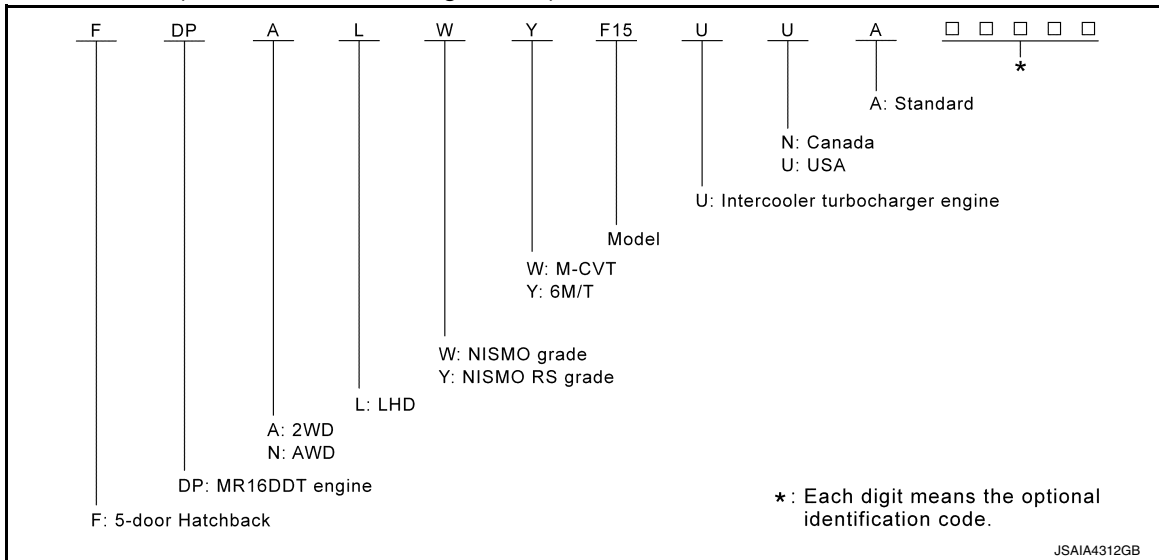 F DP A L W Y F15 U U A □ □ □ □ □
*
A: Standard
N: Canada
U: USA
U: Intercooler turbocharger engine
Model
W: M-CVT
Y: 6M/T
W: NISMO grade
Y: NISMO RS grade
L: LHD
A: 2WD
N: AWD
DP: MR16DDT engine
F: 5-door Hatchback
*: Each digit means the optional
identification code.
JSAIA4312GB